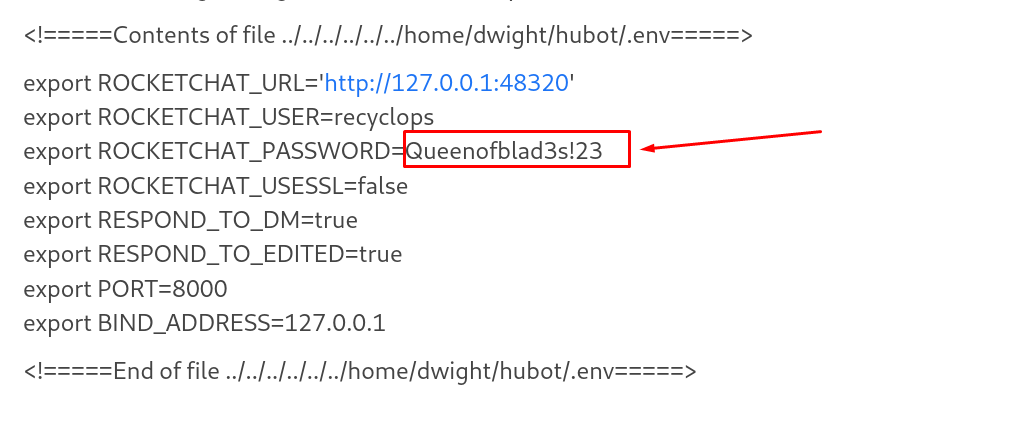 <!=====Contents of file ../../../../../../home/dwight/hubot/.env=====>
export ROCKETCHAT_URL='http://127.0.0.1:48320'
export ROCKETCHAT_USER=recyclops
export ROCKETCHAT_PASSWORD=Queenofblad3s!23
export ROCKETCHAT_USESSL=false
export RESPOND_TO_DM=true
export RESPOND_TO_EDITED=true
export PORT=8000
export BIND_ADDRESS=127.0.0.1
<!=====End of file ../../../../../../home/dwight/hubot/.env=====>